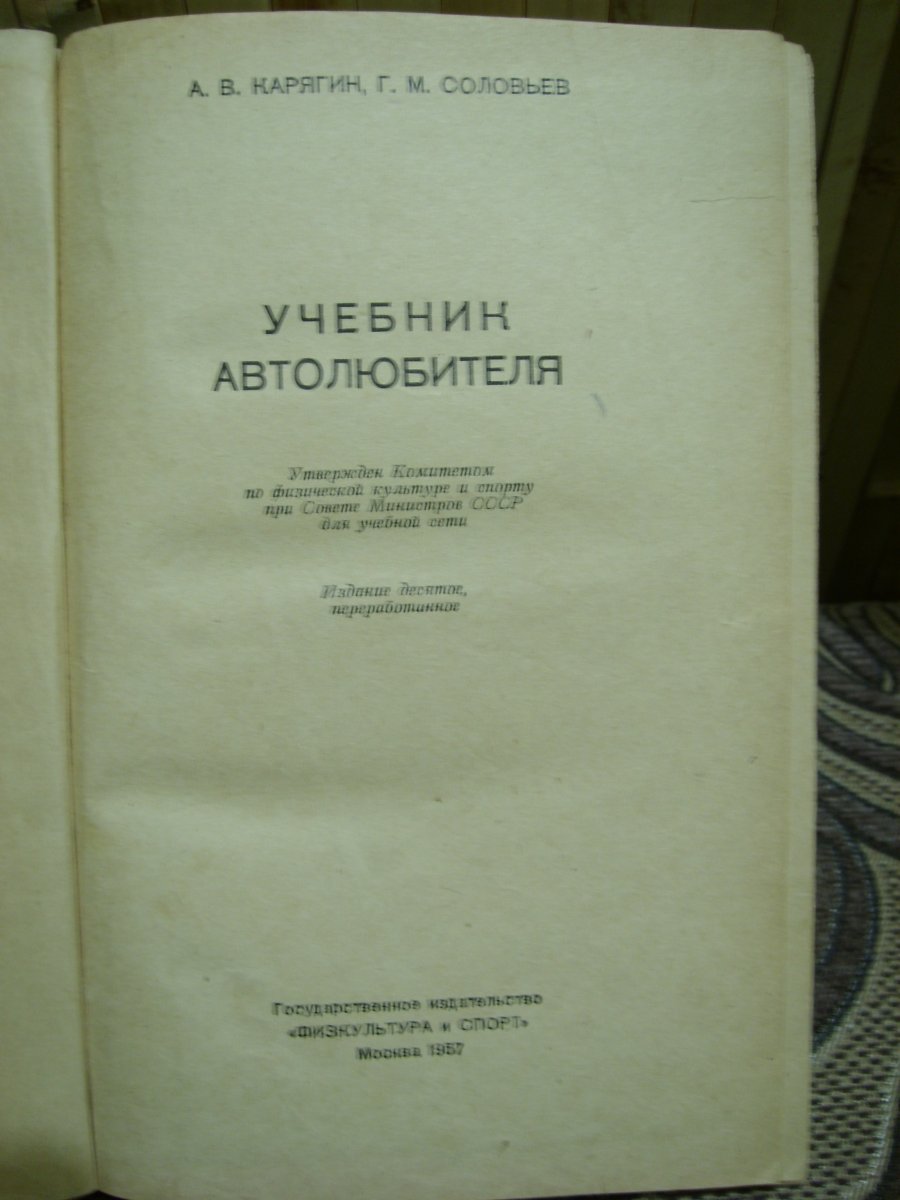 А. В. КАРЯГИН, Г. М. СОЛОВЬЕВ
УЧЕБНИК
АВТОЛЮБИТЕЛЯ
Утвержден Комитетом
по физической культуре и спорту
при Совете Министров СССР
для учебной сети
Издание десятое,
переработанное
Государственное издательство
«ФИЗКУЛЬТУРА и СПОРТ»
Москва 1957